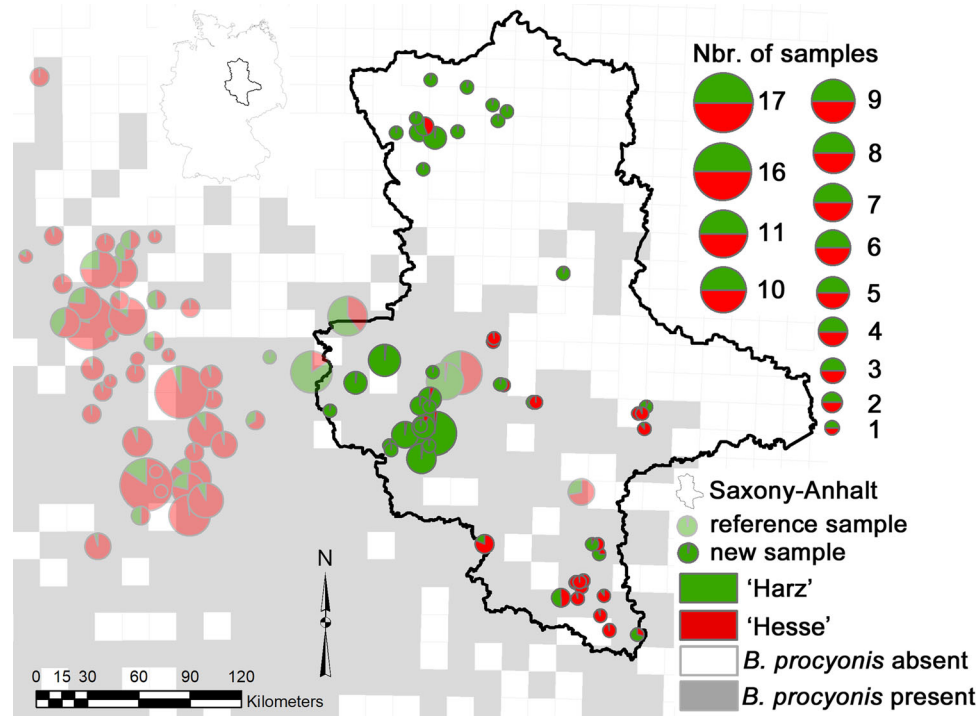 Nbr. of samples
17
16
11
10
9
8
7
6
5
4
3
2
1
Saxony-Anhalt
reference sample
new sample
'Harz'
'Hesse'
B. procyonis absent
B. procyonis present
N
0 15 30 60 90 120
Kilometers